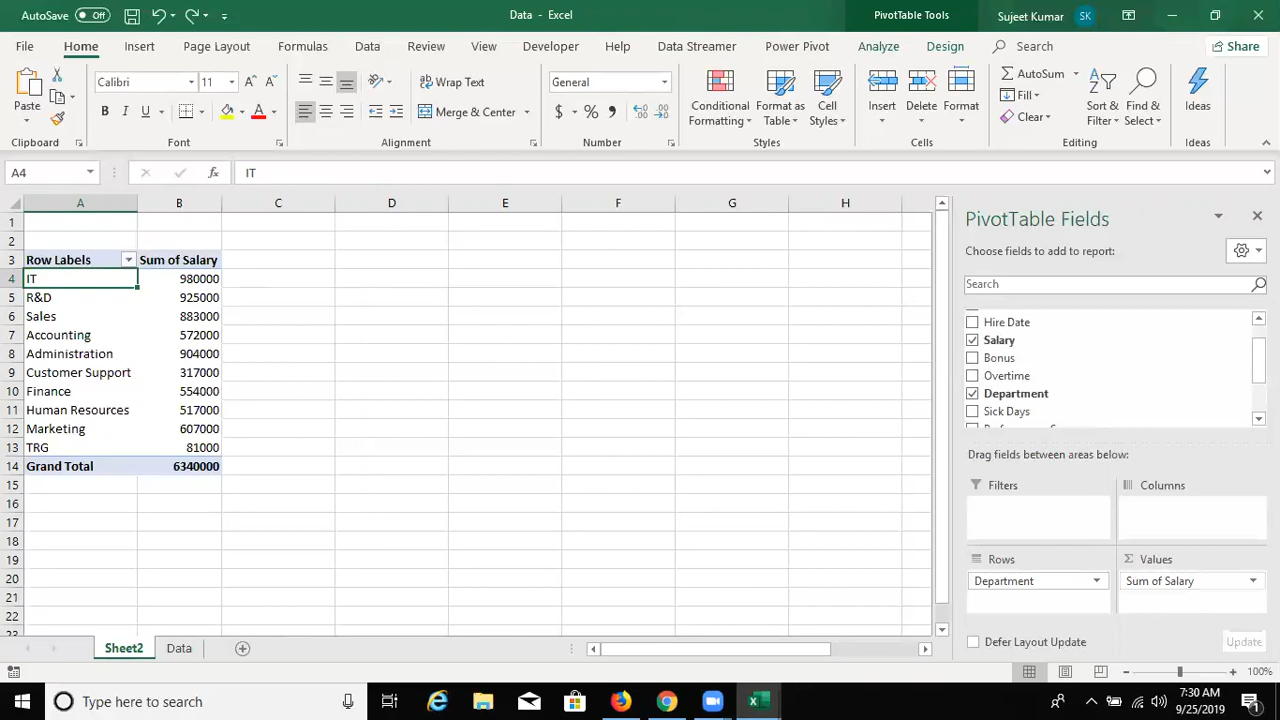 AutoSave Off
Data - Excel
PivotTable Tools
Sujeet Kumar SK
File Home Insert Page Layout Formulas Data Review View Developer Help Data Streamer Power Pivot Analyze Design Search Share
Paste
Calibri 11
B I U
Wrap Text
Merge & Center
General
$ % ,
Conditional Formatting
Format as Table
Cell Styles
Insert
Delete
Format
AutoSum
Fill
Clear
Sort & Filter
Find & Select
Ideas
Clipboard Font Alignment Number Styles Cells Editing Ideas
A4 fx IT
A B C D E F G H
1
2
3 Row Labels Sum of Salary
4 IT 980000
5 R&D 925000
6 Sales 883000
7 Accounting 572000
8 Administration 904000
9 Customer Support 317000
10 Finance 554000
11 Human Resources 517000
12 Marketing 607000
13 TRG 81000
14 Grand Total 6340000
15
16
17
18
19
20
21
22
23
PivotTable Fields
Choose fields to add to report:
Search
Hire Date
Salary
Bonus
Overtime
Department
Sick Days
Drag fields between areas below:
Filters
Columns
Rows
Values
Department
Sum of Salary
Defer Layout Update
Update
Sheet2 Data
100%
Type here to search
7:30 AM
9/25/2019
1